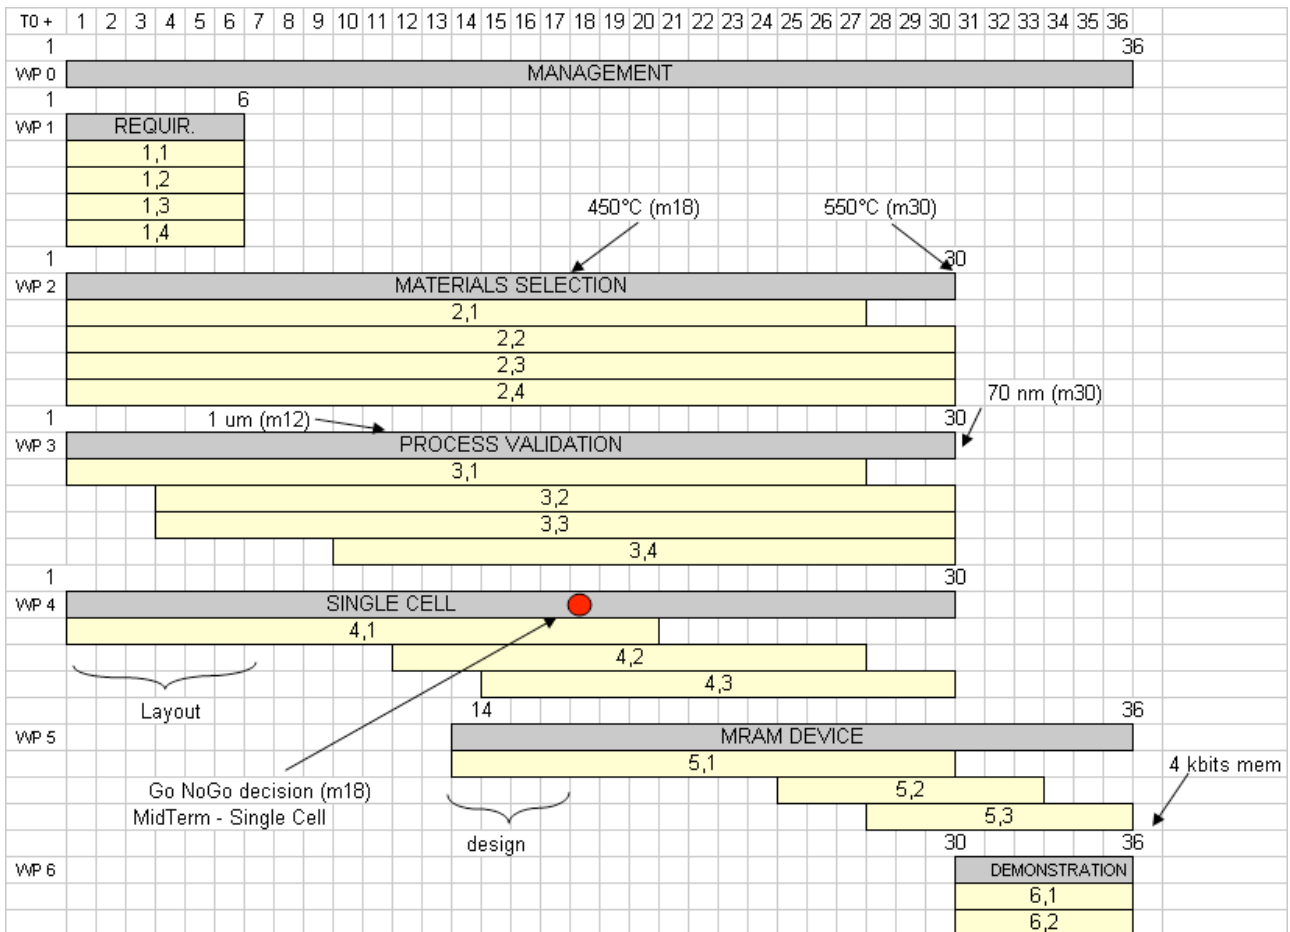 T0 + 1 2 3 4 5 6 7 8 9 10 11 12 13 14 15 16 17 18 19 20 21 22 23 24 25 26 27 28 29 30 31 32 33 34 35 36
1 36
WP 0 MANAGEMENT
1 6
WP 1 REQUIR.
1,1
1,2
1,3 450°C (m18) 550°C (m30)
1,4
1 30
WP 2 MATERIALS SELECTION
2,1
2,2
2,3
2,4 70 nm (m30)
1 1 um (m12) 30
WP 3 PROCESS VALIDATION
3,1
3,2
3,3
3,4
1 30
WP 4 SINGLE CELL
4,1
4,2
4,3
Layout 14 36
WP 5 MRAM DEVICE
5,1 4 kbits mem
Go NoGo decision (m18) 5,2
MidTerm - Single Cell 5,3
design 30 36
WP 6 DEMONSTRATION
6,1
6,2